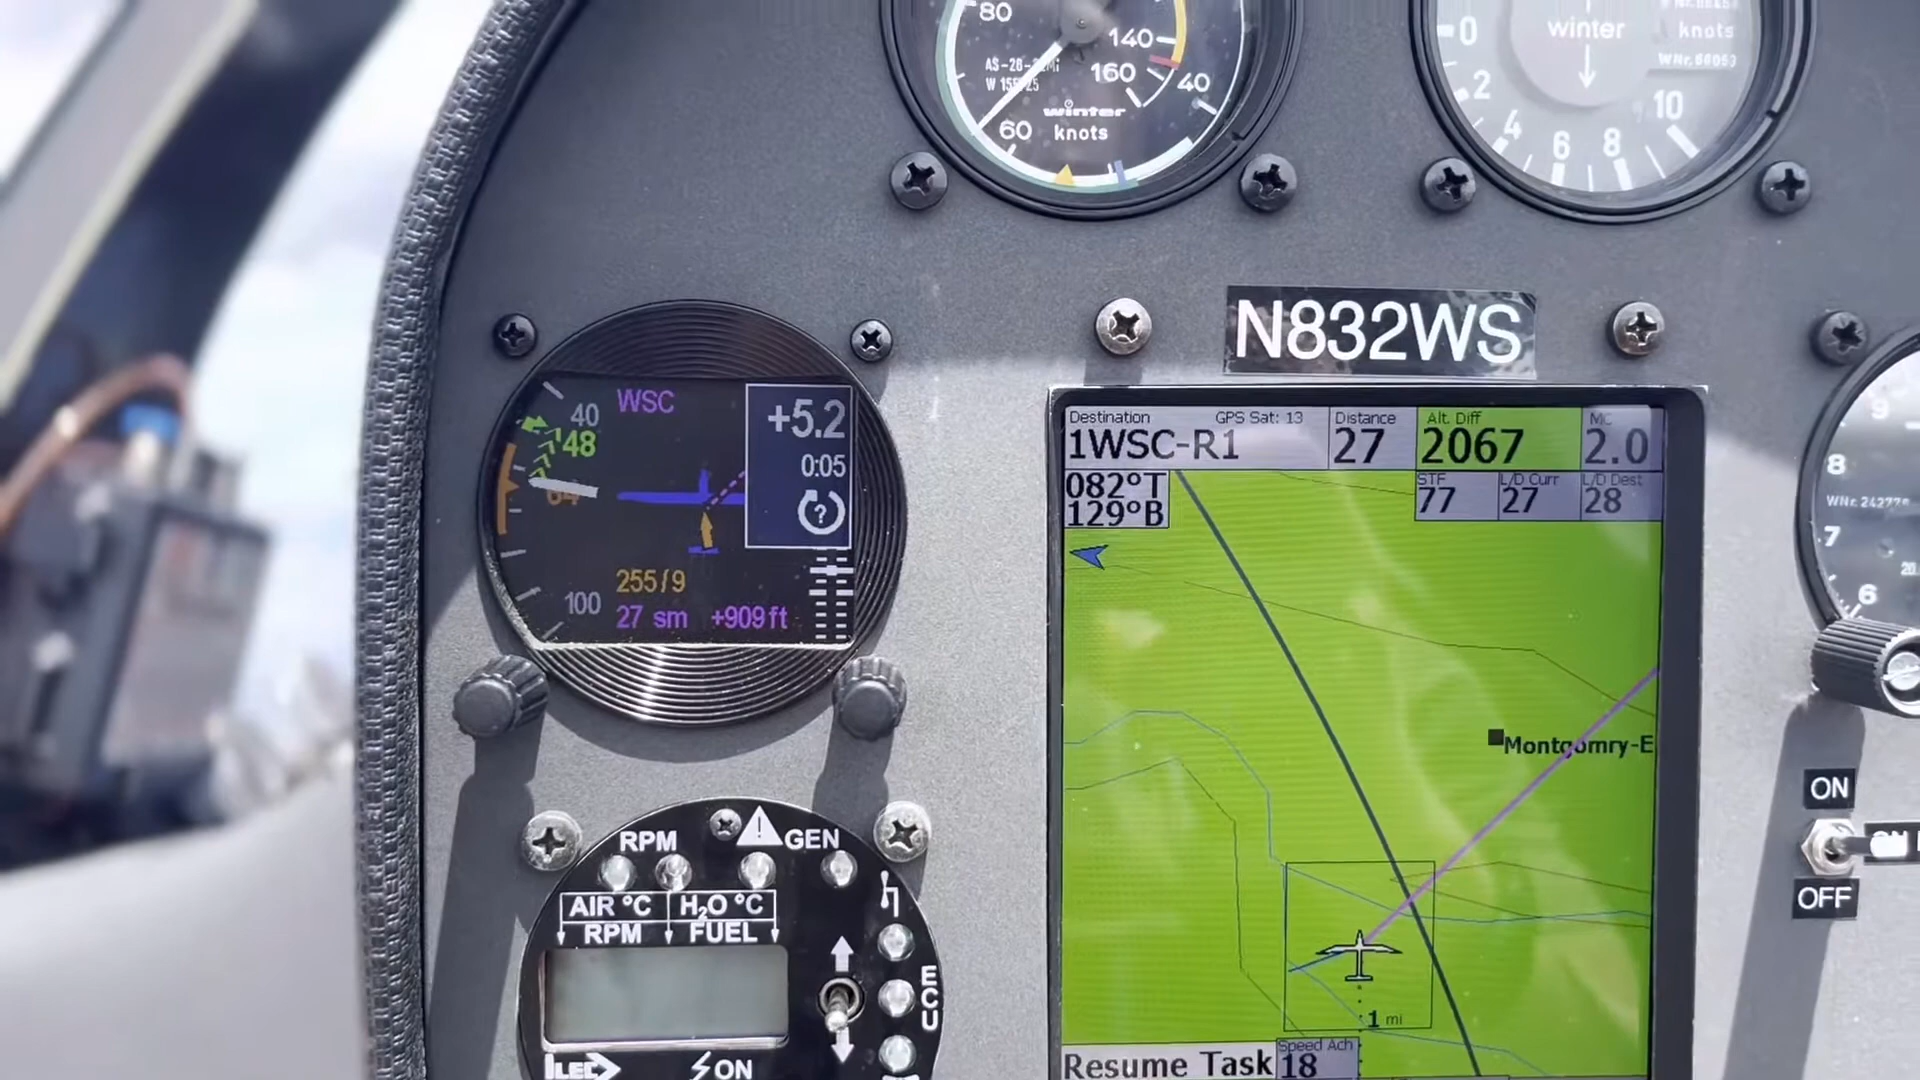 80
140
160
40
60
winter
knots
0
2
4
6
8
10
winter
knots
N832WS
WSC
40
48
64
100
+5.2
0:05
?
255/9
27 sm +909ft
Destination GPS Sat: 13 Distance Alt. Diff MC
1WSC-R1 27 2067 2.0
082°T
129°B
STF L/D Curr L/D Dest
77 27 28
Montgomry-E
1 mi
Resume Task
Speed Ach
18
9
8
7
6
ON
OFF
RPM
GEN
AIR °C H₂O °C
RPM FUEL
ECU
ON